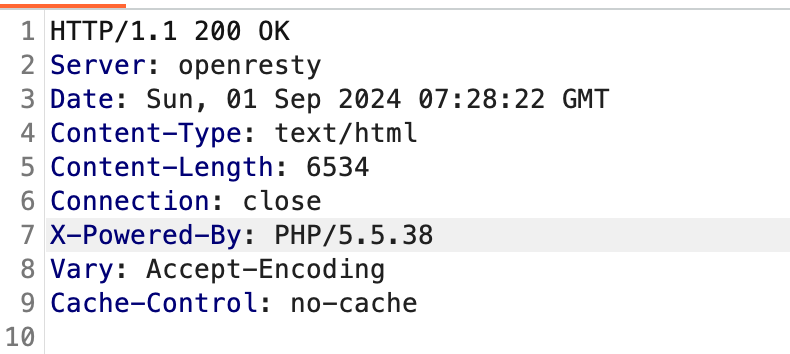 1 HTTP/1.1 200 OK
2 Server: openresty
3 Date: Sun, 01 Sep 2024 07:28:22 GMT
4 Content-Type: text/html
5 Content-Length: 6534
6 Connection: close
7 X-Powered-By: PHP/5.5.38
8 Vary: Accept-Encoding
9 Cache-Control: no-cache
10